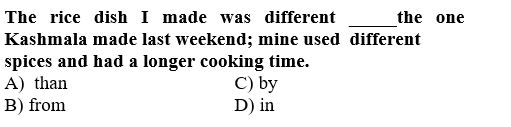 The rice dish I made was different _____the one
Kashmala made last weekend; mine used different
spices and had a longer cooking time.
A) than C) by
B) from D) in